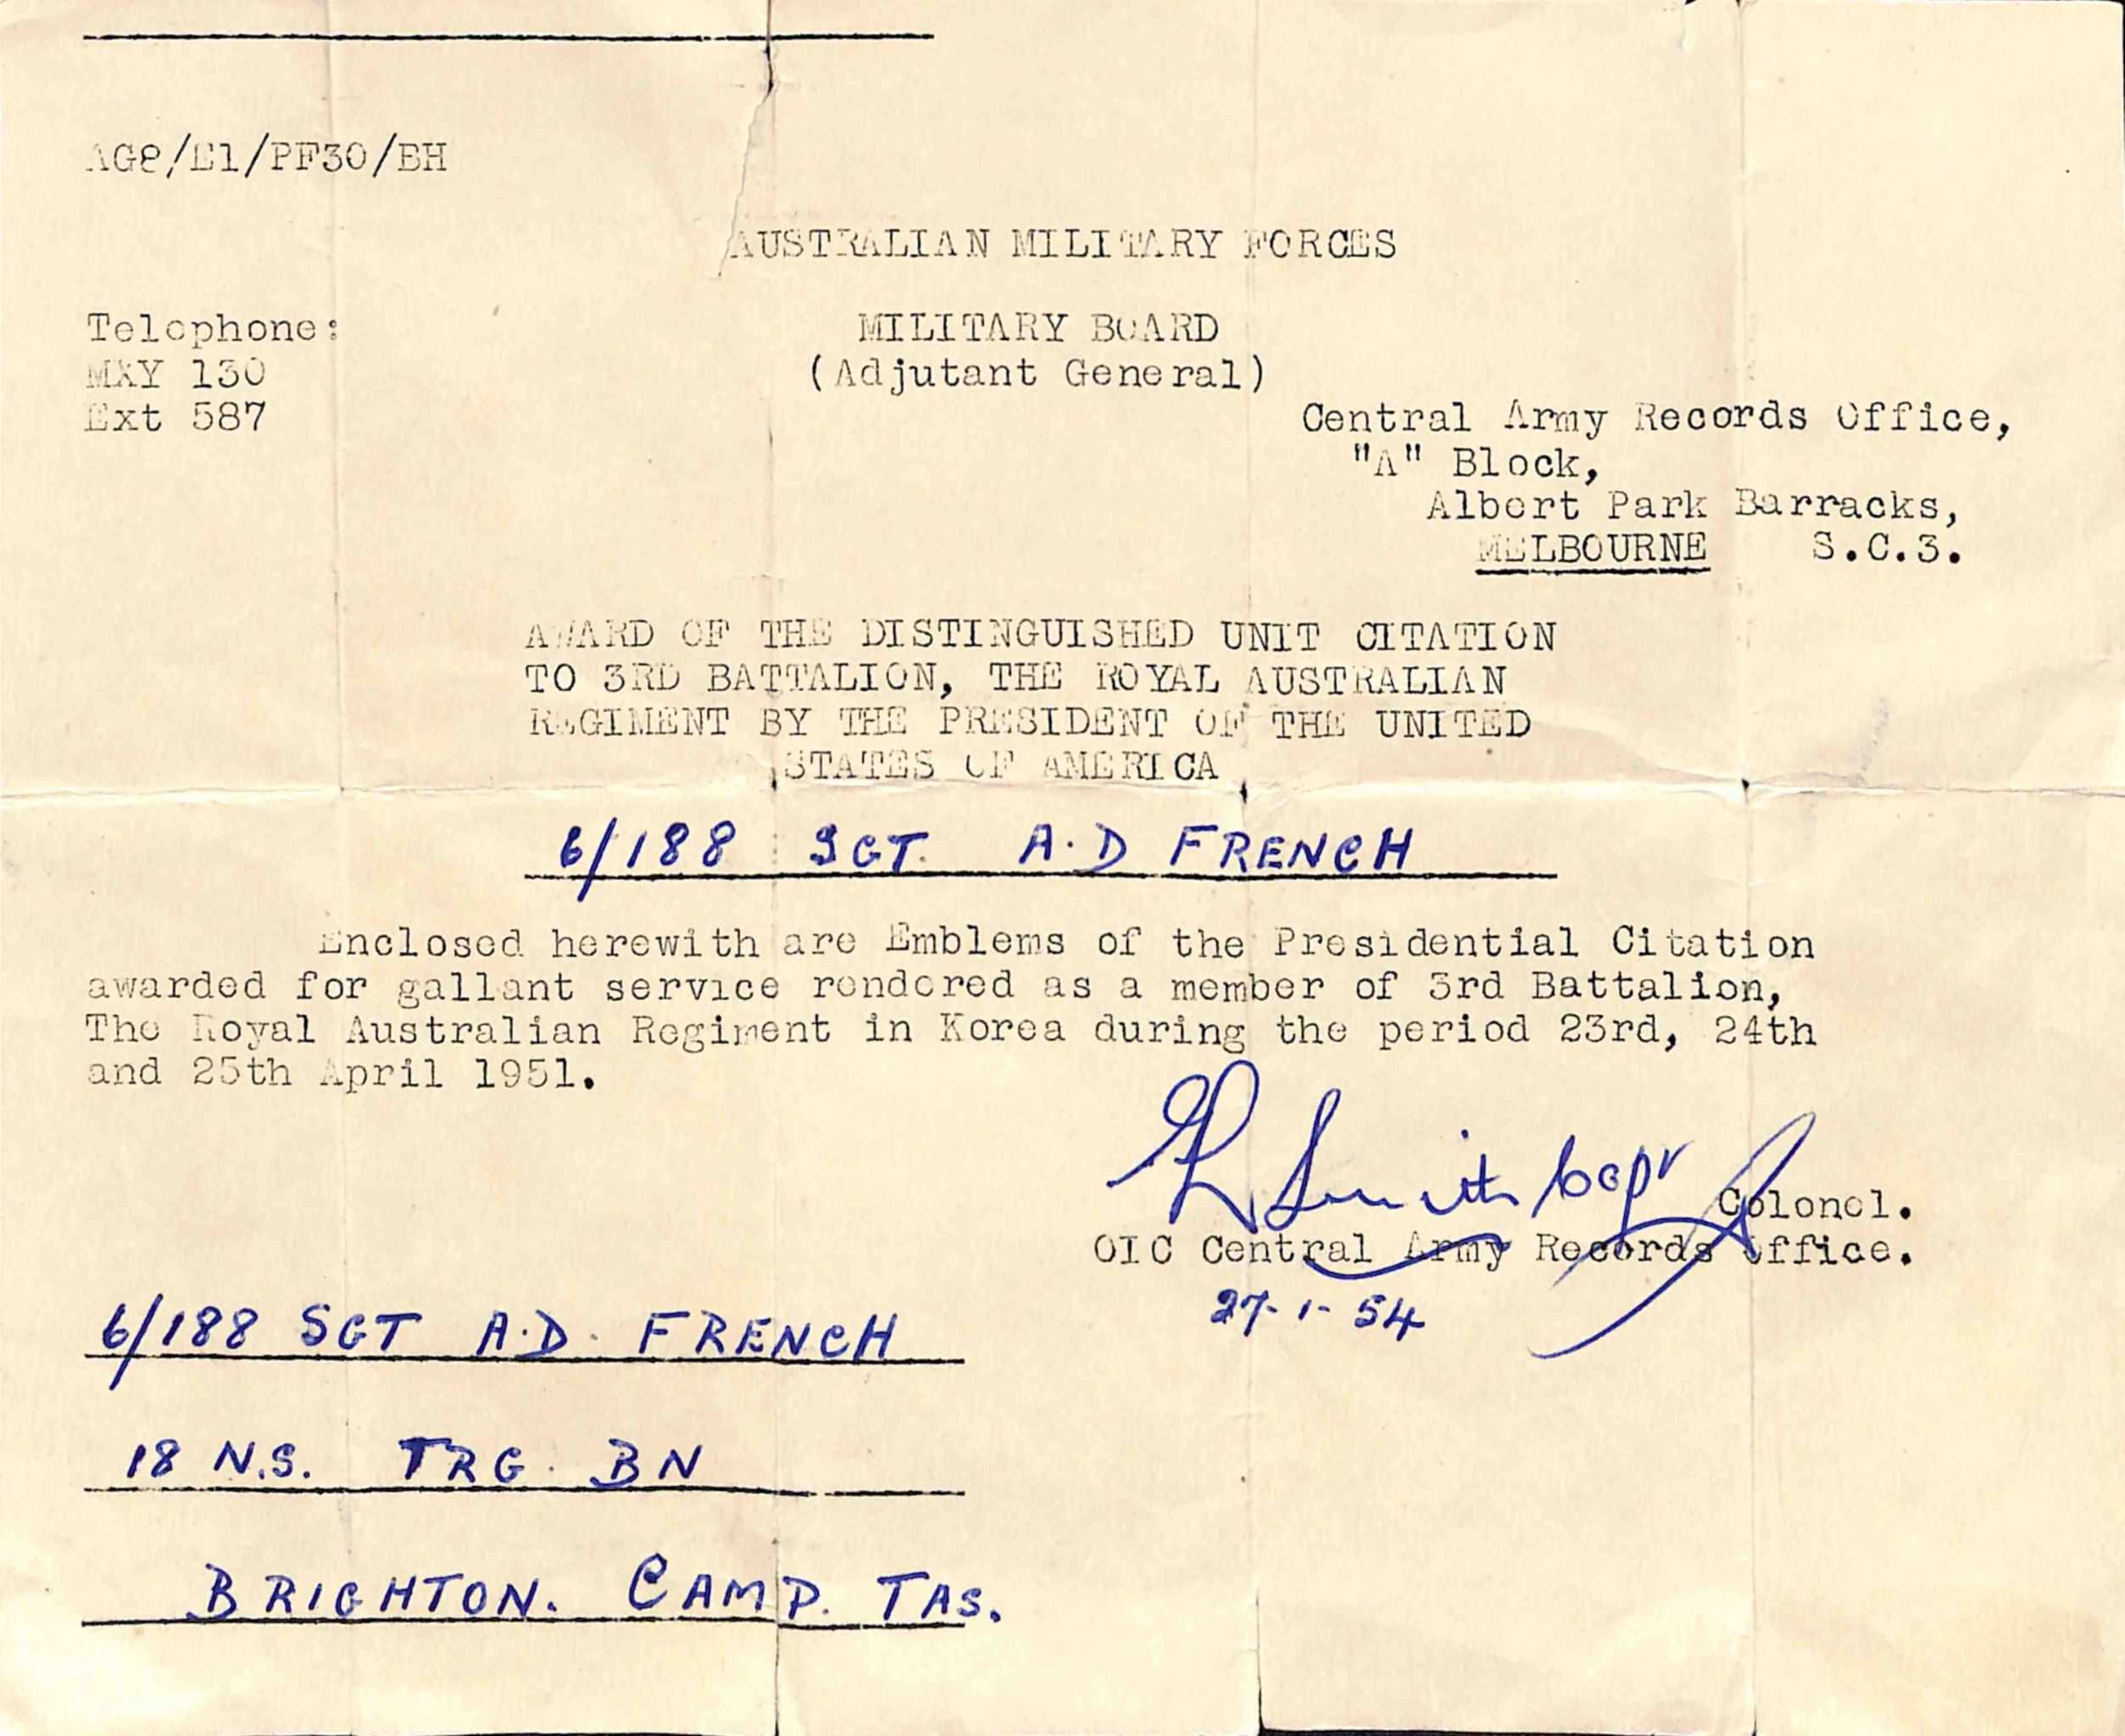 AG8/E1/PF30/BH
AUSTRALIAN MILITARY FORCES
Telephone:
MXY 130
Ext 587
MILITARY BOARD
(Adjutant General)
Central Army Records Office,
"A" Block,
Albert Park Barracks,
MELBOURNE S.C.3.
AWARD OF THE DISTINGUISHED UNIT CITATION
TO 3RD BATTALION, THE ROYAL AUSTRALIAN
REGIMENT BY THE PRESIDENT OF THE UNITED
STATES OF AMERICA
6/188 SGT. A.D FRENCH
Enclosed herewith are Emblems of the Presidential Citation
awarded for gallant service rendered as a member of 3rd Battalion,
The Royal Australian Regiment in Korea during the period 23rd, 24th
and 25th April 1951.
Smith Capt
Colonel.
OIC Central Army Records Office.
27-1-54
6/188 SGT A.D. FRENCH
18 N.S. TRG. BN
BRIGHTON. CAMP. TAS.